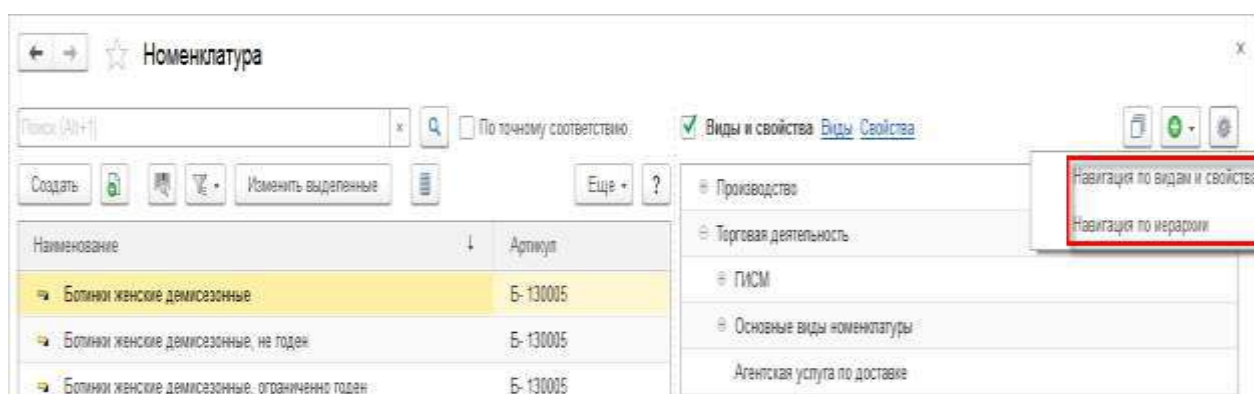 Номенклатура
x
Поиск (Alt+1)
x
По точному соответствию
Виды и свойства Виды Свойства
Создать
Изменить выделенные
Еще
?
Наименование
Артикул
Ботинки женские демисезонные
Б- 130005
Ботинки женские демисезонные, не годен
Б- 130005
Ботинки женские демисезонные, ограниченно годен
Б- 130005
Производство
Торговая деятельность
ГИСМ
Основные виды номенклатуры
Агентская услуга по доставке
Навигация по видам и свойства
Навигация по иерархии